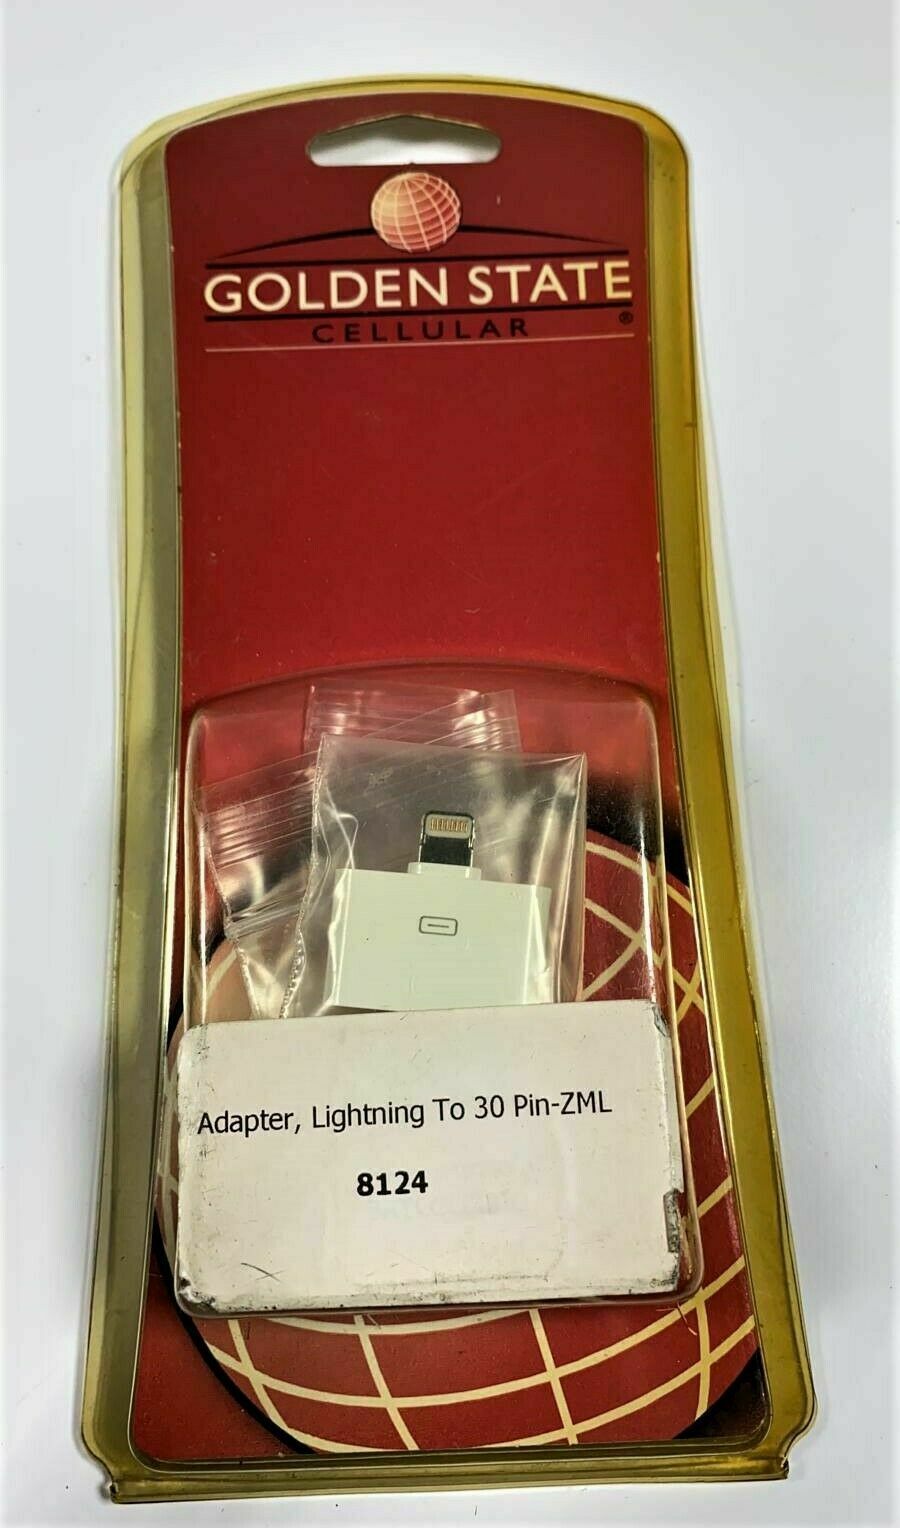 GOLDEN STATE
CELLULAR ®
Adapter, Lightning To 30 Pin-ZML
8124